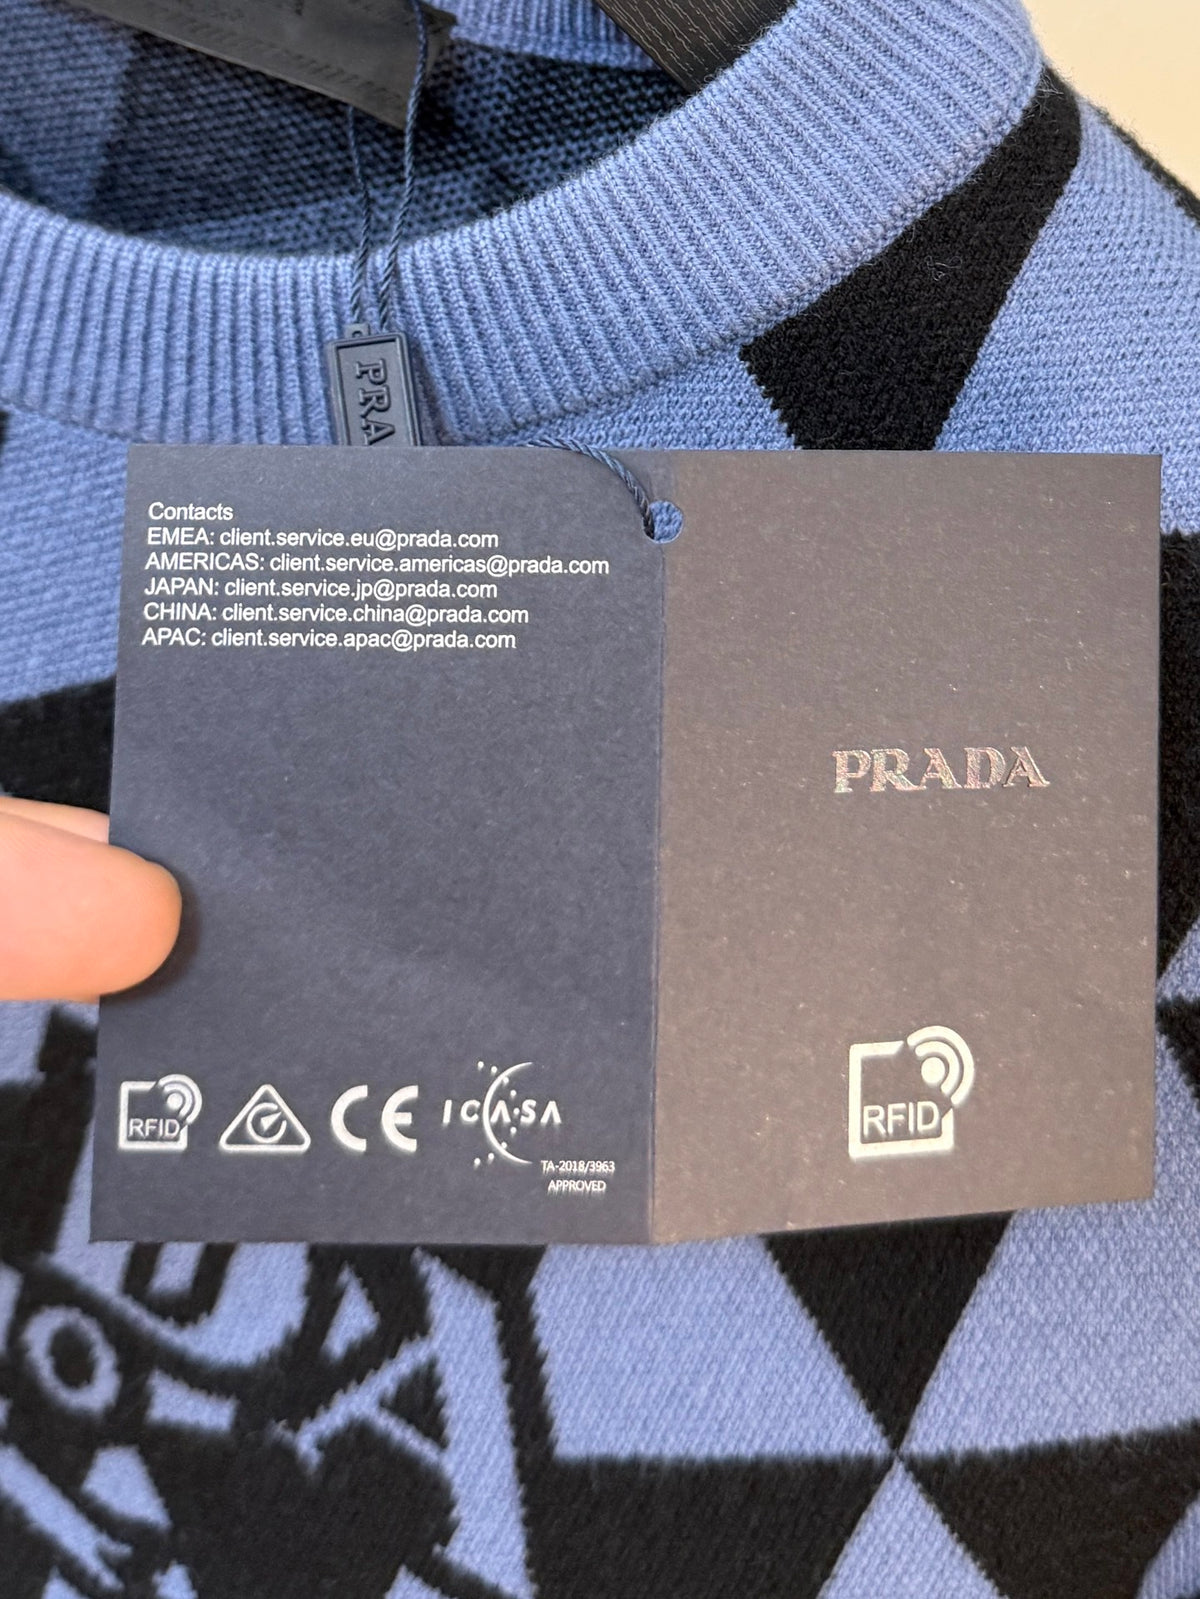 PRA
Contacts
EMEA: client.service.eu@prada.com
AMERICAS: client.service.americas@prada.com
JAPAN: client.service.jp@prada.com
CHINA: client.service.china@prada.com
APAC: client.service.apac@prada.com
PRADA
RFID
CE
ICASA
TA-2018/3963
APPROVED
RFID